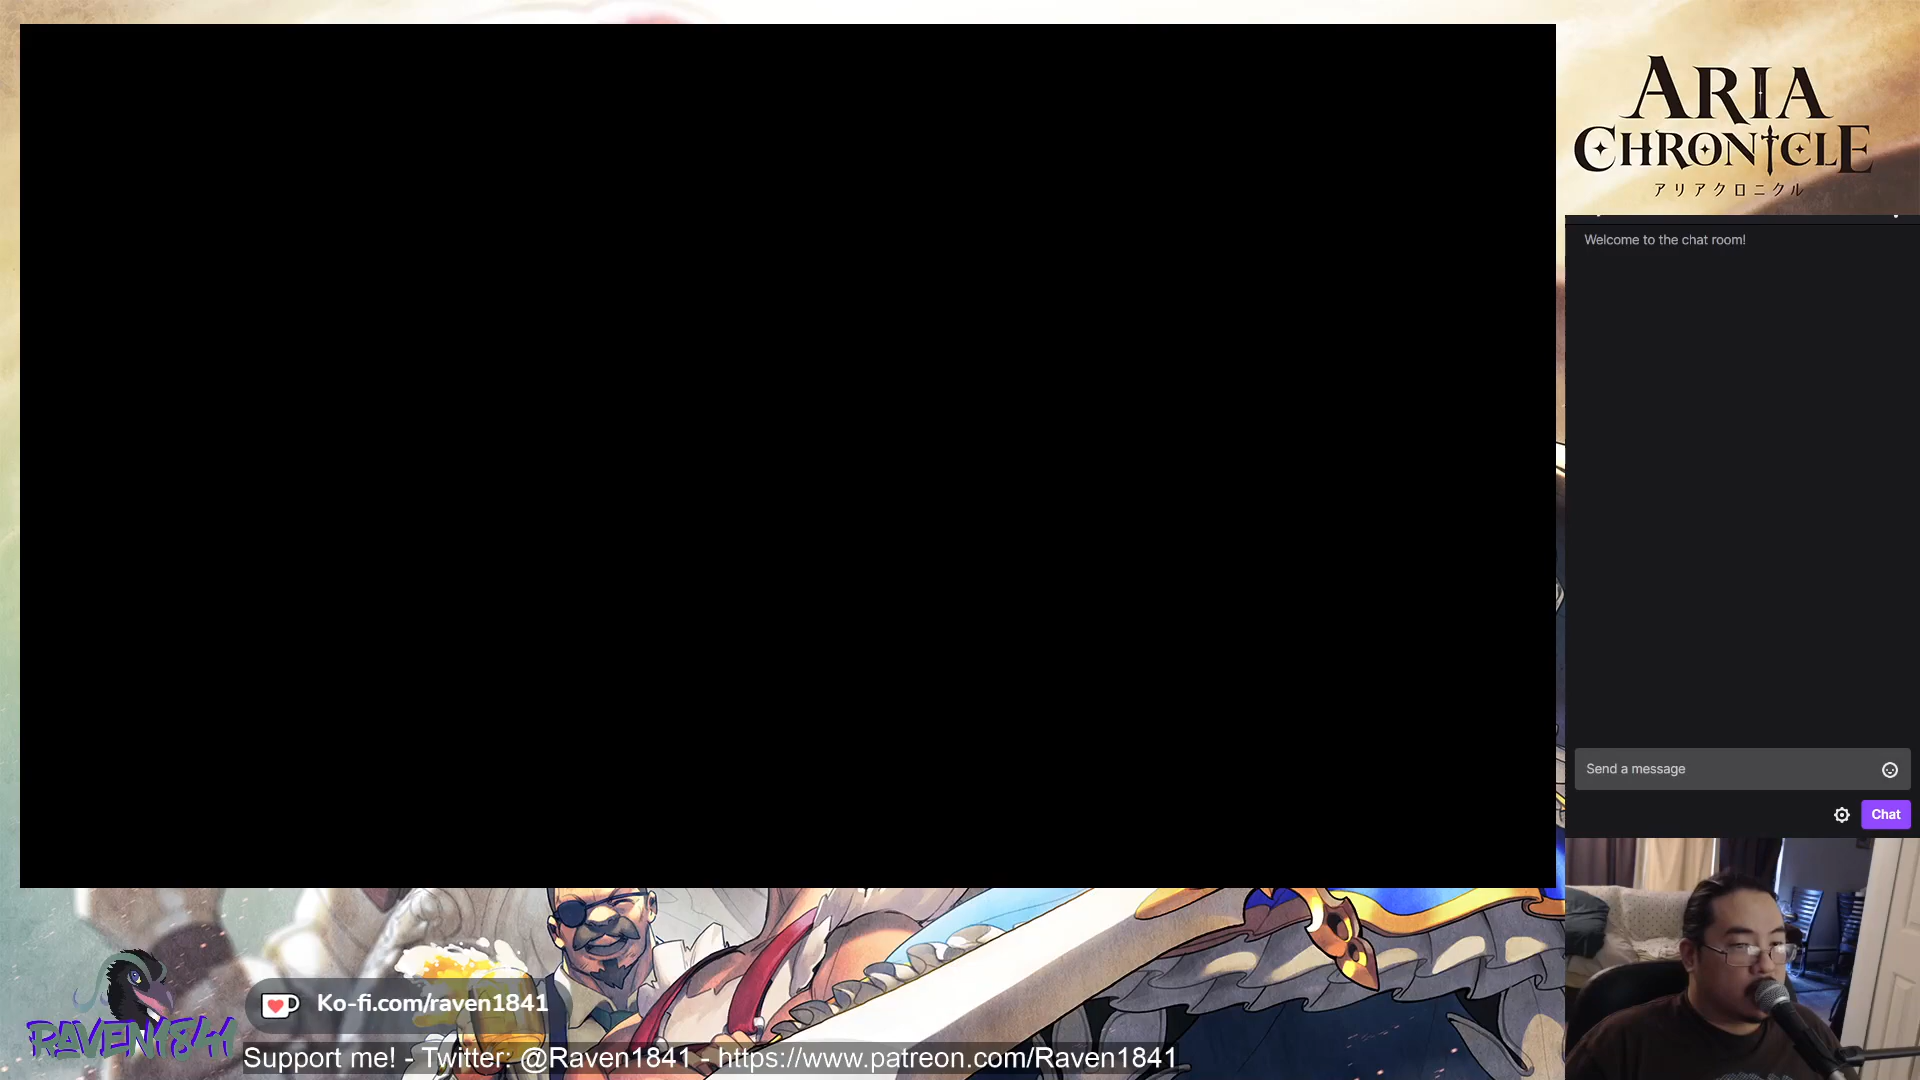 ARIA
CHRONICLE
アリアクロニクル
Welcome to the chat room!
Send a message
Chat
RAVEN1841
Ko-fi.com/raven1841
Support me! - Twitter: @Raven1841 - https://www.patreon.com/Raven1841